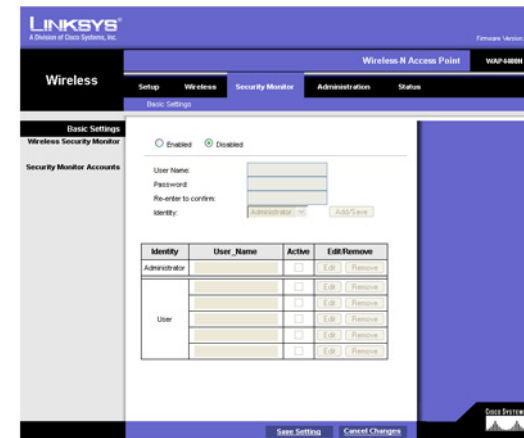 LINKSYS®
A Division of Cisco Systems, Inc.
Firmware Version
Wireless-N Access Point
WAP4400N
Wireless
Setup
Wireless
Security Monitor
Administration
Status
Basic Settings
Basic Settings
Wireless Security Monitor
Enabled
Disabled
Security Monitor Accounts
User Name:
Password:
Re-enter to confirm:
Identity:
Administrator
Add/Save
Identity
User_Name
Active
Edit/Remove
Administrator
Edit
Remove
User
Edit
Remove
Edit
Remove
Edit
Remove
Edit
Remove
Edit
Remove
Save Setting
Cancel Changes
CISCO SYSTEMS